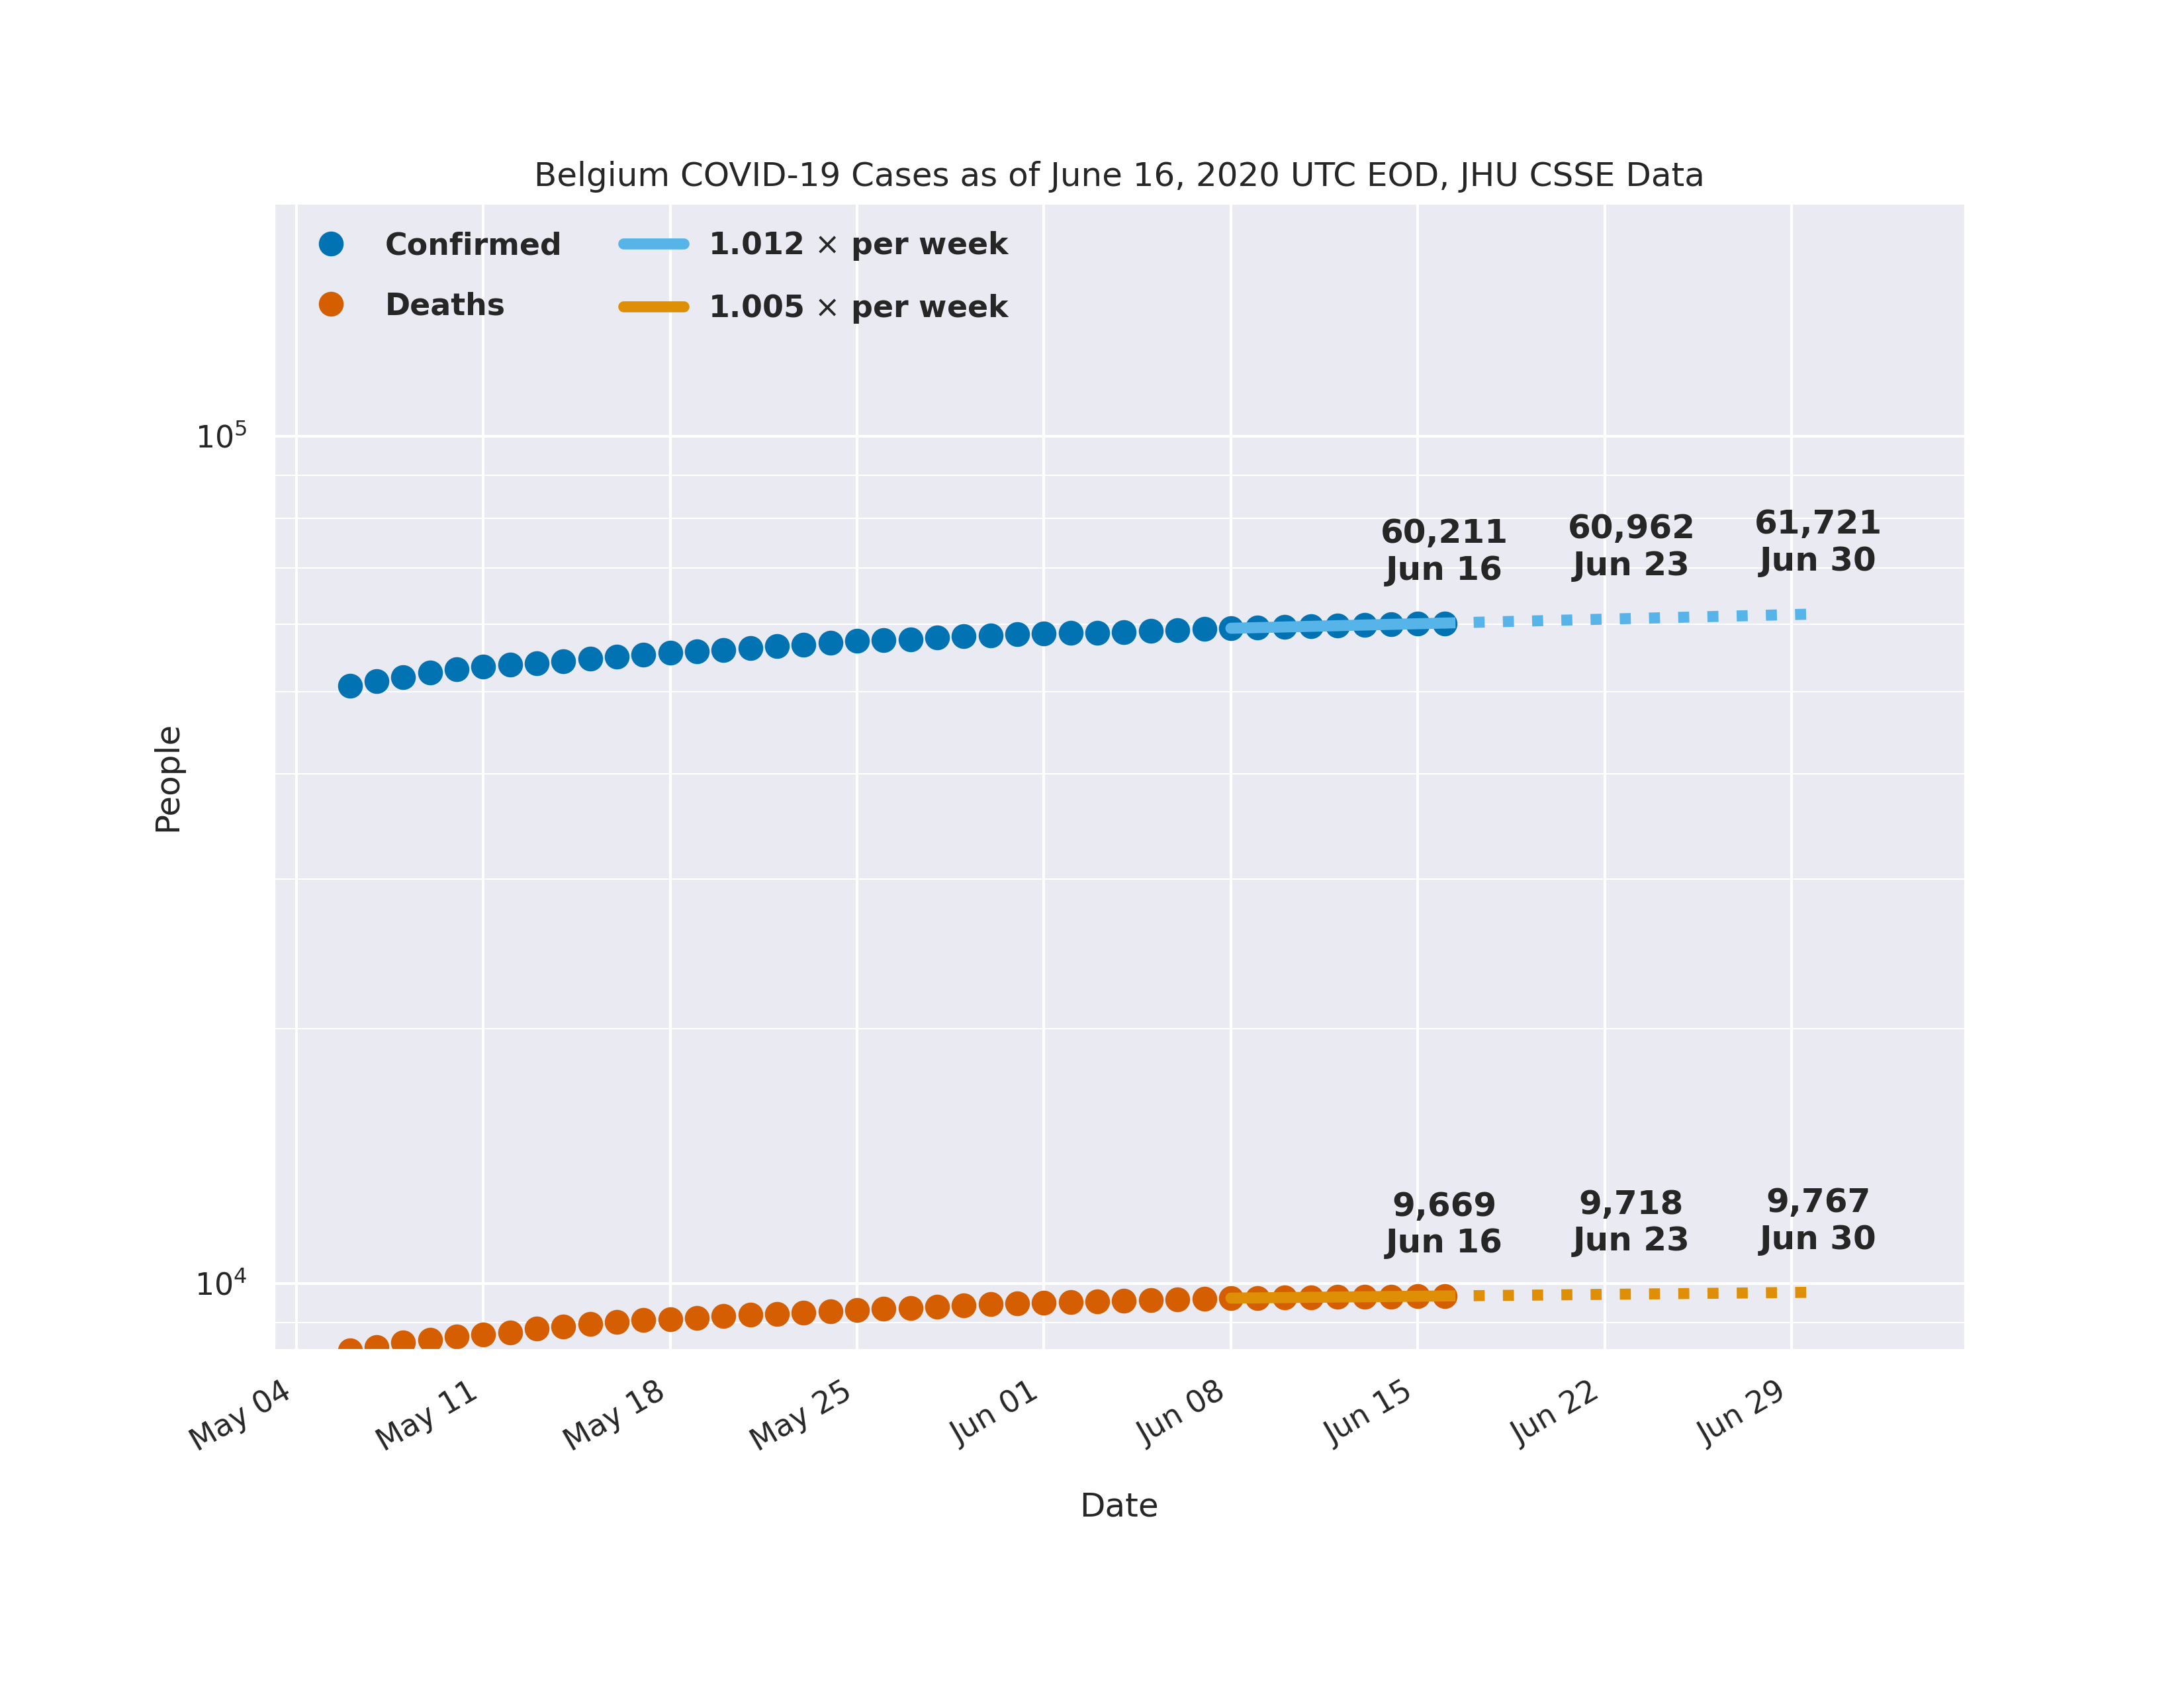 Belgium COVID-19 Cases as of June 16, 2020 UTC EOD, JHU CSSE Data
Confirmed
Deaths
1.012 × per week
1.005 × per week
10⁵
10⁴
People
60,211
Jun 16
60,962
Jun 23
61,721
Jun 30
9,669
Jun 16
9,718
Jun 23
9,767
Jun 30
May 04
May 11
May 18
May 25
Jun 01
Jun 08
Jun 15
Jun 22
Jun 29
Date